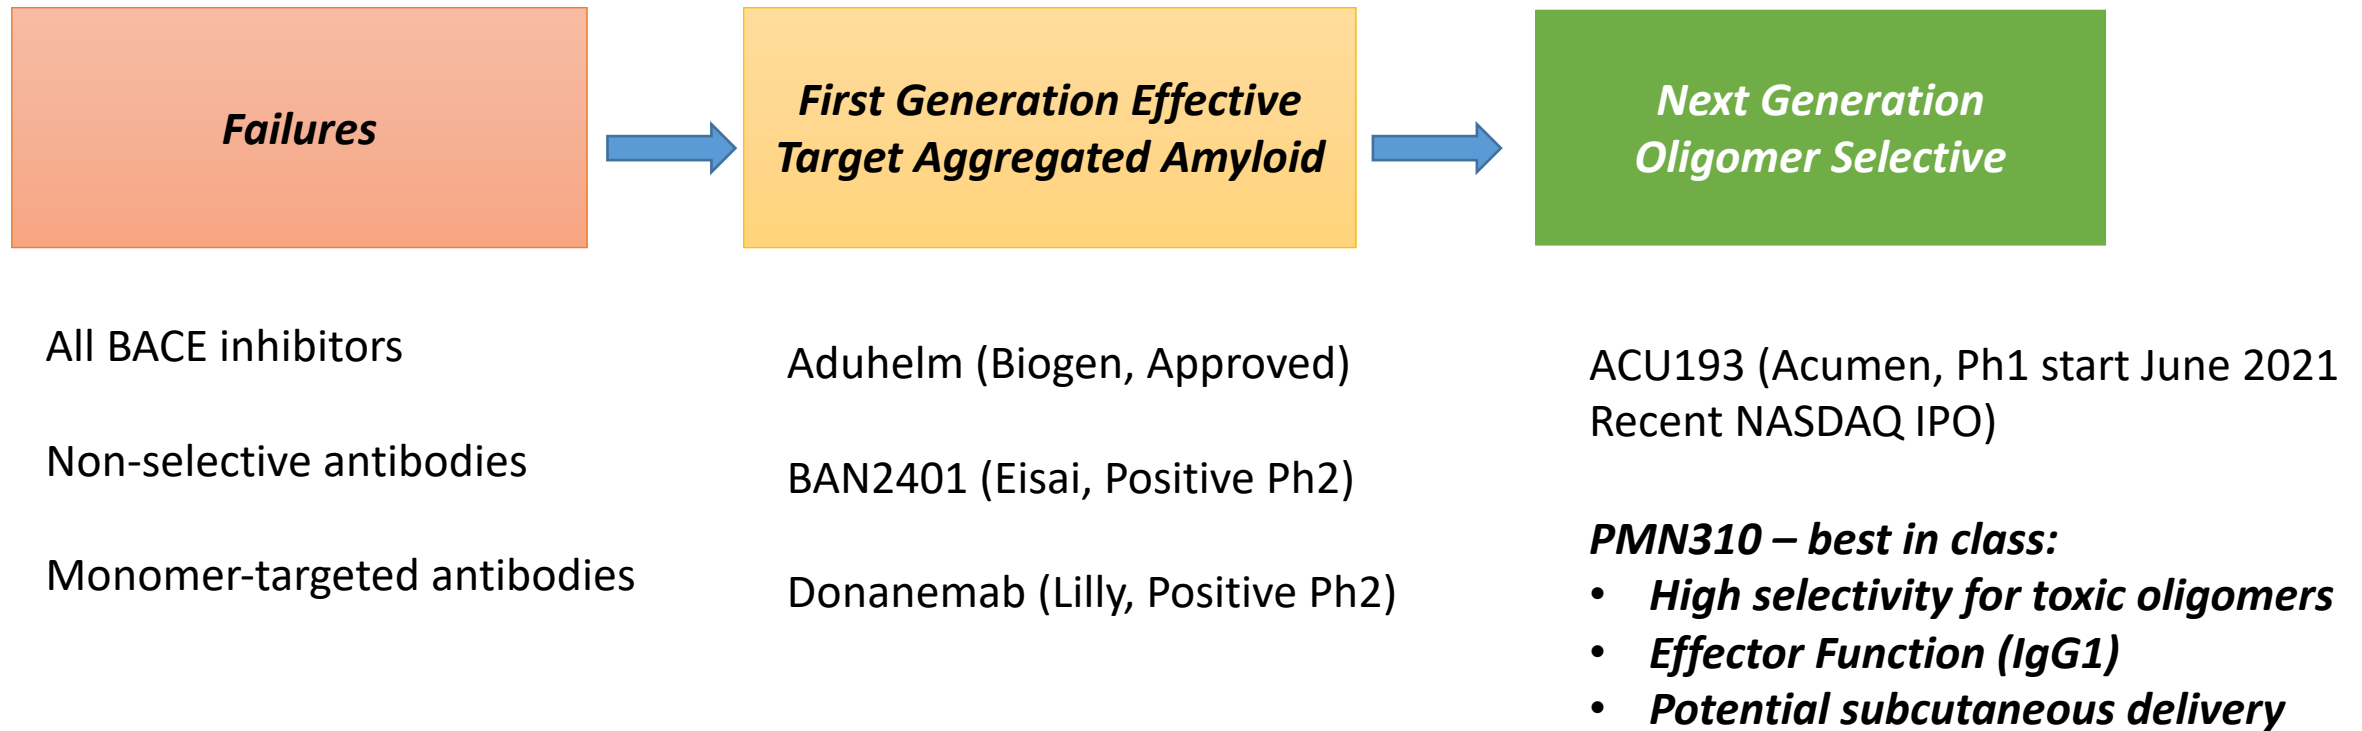 Failures
First Generation Effective
Target Aggregated Amyloid
Next Generation
Oligomer Selective
All BACE inhibitors
Non-selective antibodies
Monomer-targeted antibodies
Aduhelm (Biogen, Approved)
BAN2401 (Eisai, Positive Ph2)
Donanemab (Lilly, Positive Ph2)
ACU193 (Acumen, Ph1 start June 2021
Recent NASDAQ IPO)
PMN310 – best in class:
• High selectivity for toxic oligomers
• Effector Function (IgG1)
• Potential subcutaneous delivery